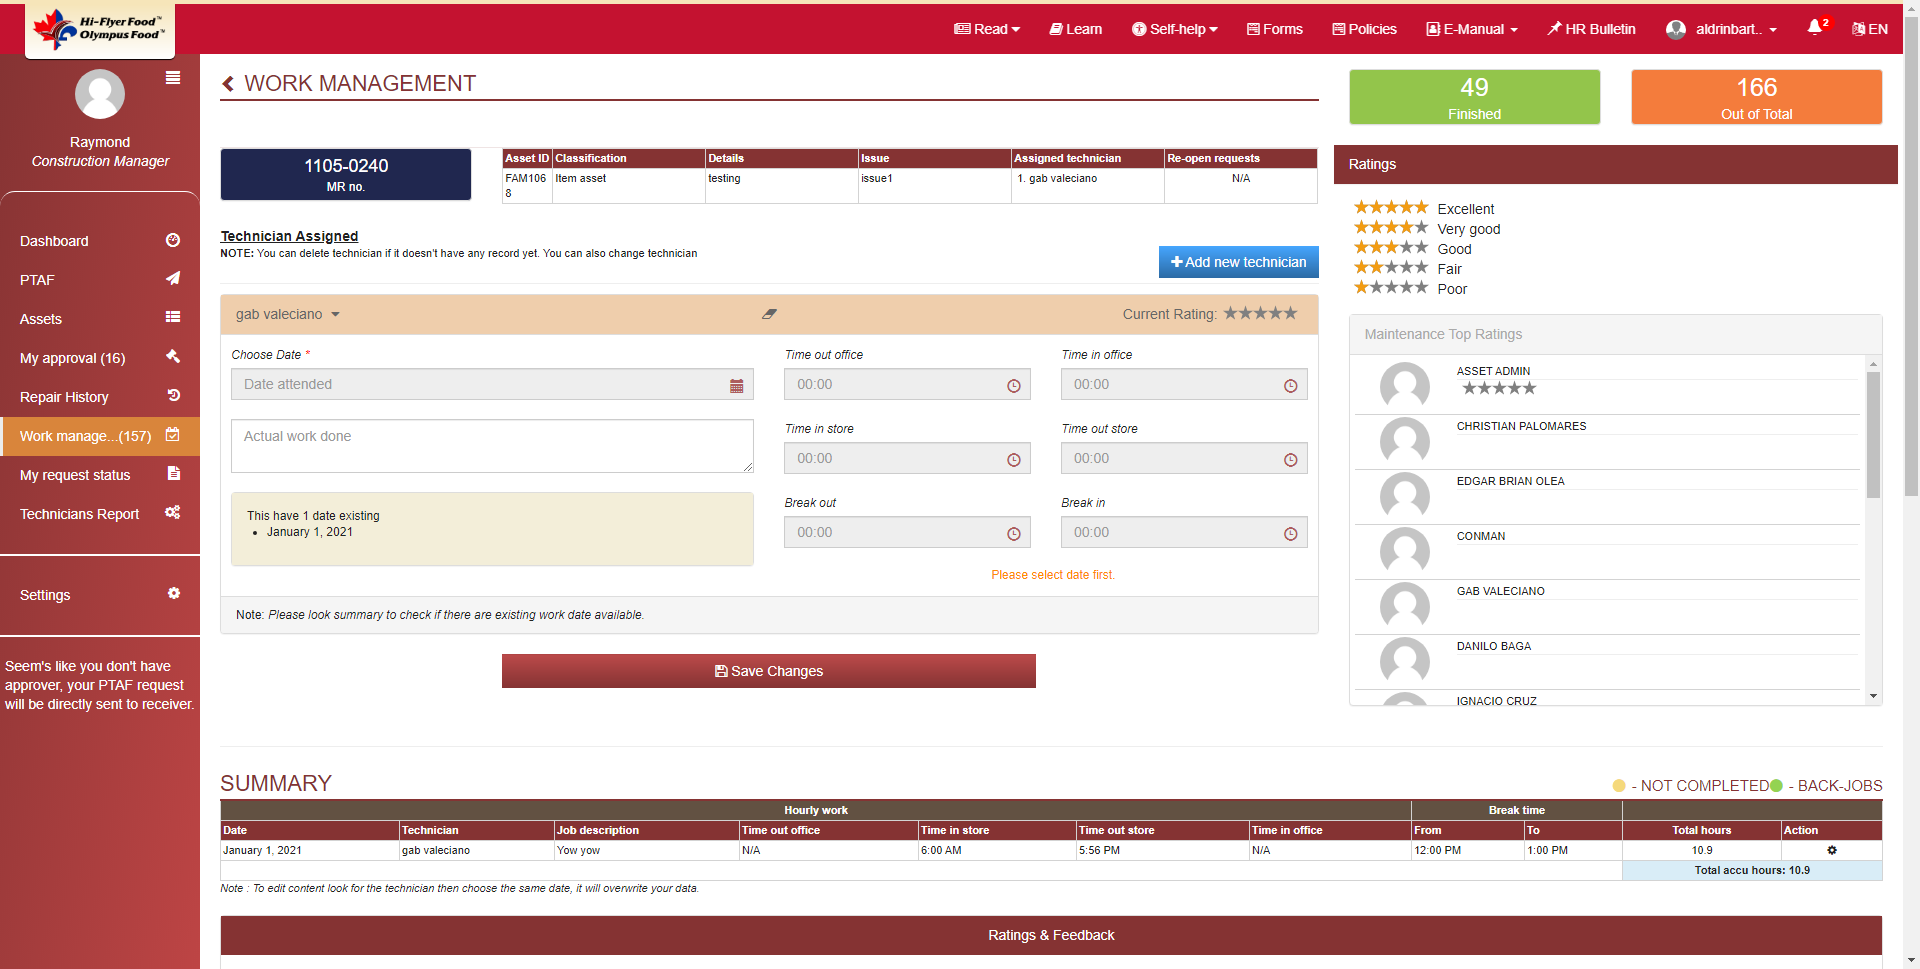 Hi-Flyer Food™
Olympus Food™
Read
Learn
Self-help
Forms
Policies
E-Manual
HR Bulletin
aldrinbart..
2
EN
Raymond
Construction Manager
Dashboard
PTAF
Assets
My approval (16)
Repair History
Work manage...(157)
My request status
Technicians Report
Settings
Seem's like you don't have
approver, your PTAF request
will be directly sent to receiver.
WORK MANAGEMENT
49
Finished
166
Out of Total
1105-0240
MR no.
Asset ID Classification Details Issue Assigned technician Re-open requests
FAM106 Item asset testing issue1 1. gab valeciano N/A
8
Technician Assigned
NOTE: You can delete technician if it doesn't have any record yet. You can also change technician
Add new technician
gab valeciano
Current Rating:
Choose Date *
Date attended
Actual work done
This have 1 date existing
• January 1, 2021
Time out office
00:00
Time in office
00:00
Time in store
00:00
Time out store
00:00
Break out
00:00
Break in
00:00
Please select date first.
Note: Please look summary to check if there are existing work date available.
Save Changes
Ratings
Excellent
Very good
Good
Fair
Poor
Maintenance Top Ratings
ASSET ADMIN
CHRISTIAN PALOMARES
EDGAR BRIAN OLEA
CONMAN
GAB VALECIANO
DANILO BAGA
IGNACIO CRUZ
SUMMARY
- NOT COMPLETED - BACK-JOBS
Hourly work Break time
Date Technician Job description Time out office Time in store Time out store Time in office From To Total hours Action
January 1, 2021 gab valeciano Yow yow N/A 6:00 AM 5:56 PM N/A 12:00 PM 1:00 PM 10.9
Total accu hours: 10.9
Note : To edit content look for the technician then choose the same date, it will overwrite your data.
Ratings & Feedback